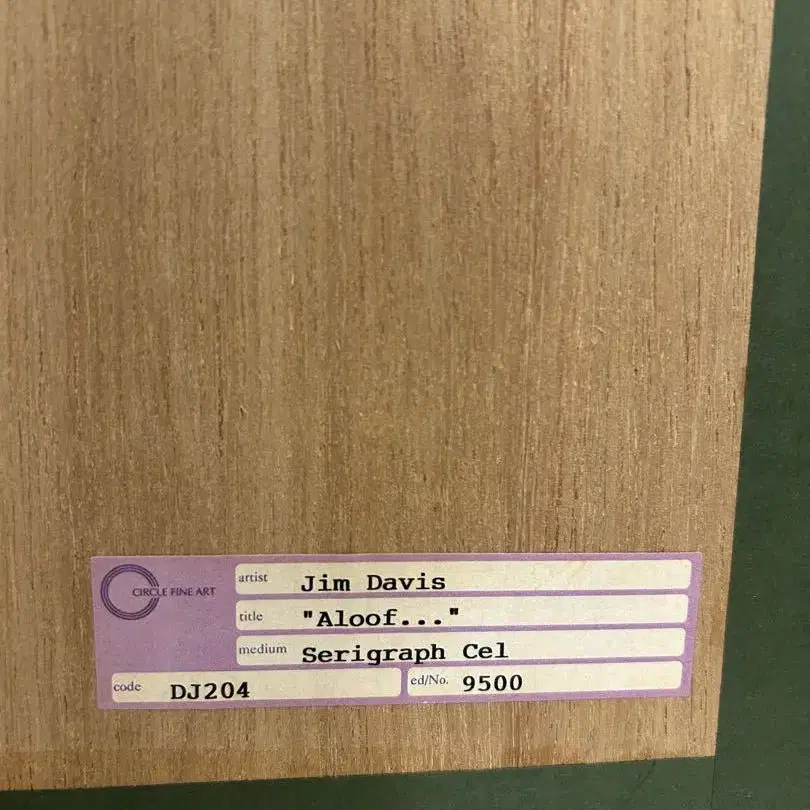 CIRCLE FINE ART
artist Jim Davis
title "Aloof..."
medium Serigraph Cel
code DJ204 ed/No. 9500